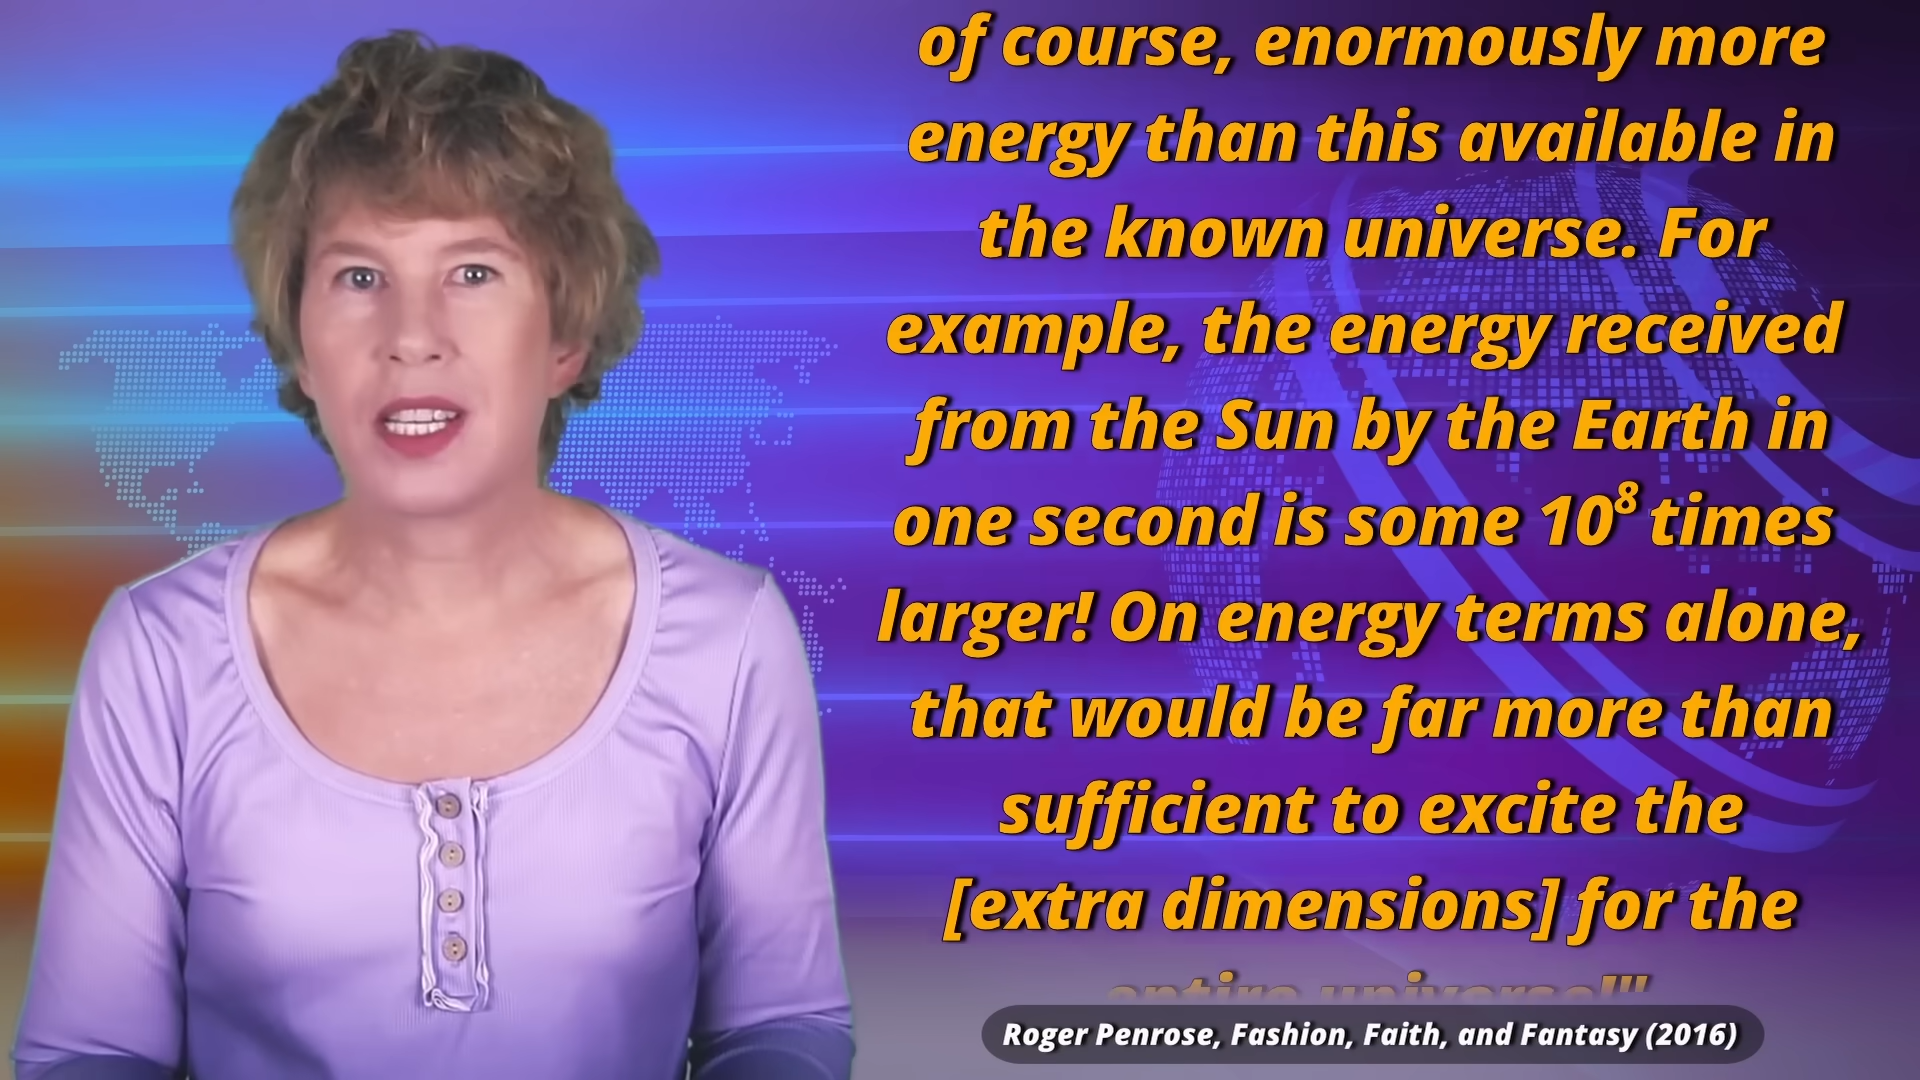 of course, enormously more
energy than this available in
the known universe. For
example, the energy received
from the Sun by the Earth in
one second is some 10⁸ times
larger! On energy terms alone,
that would be far more than
sufficient to excite the
[extra dimensions] for the
entire universe!"
Roger Penrose, Fashion, Faith, and Fantasy (2016)